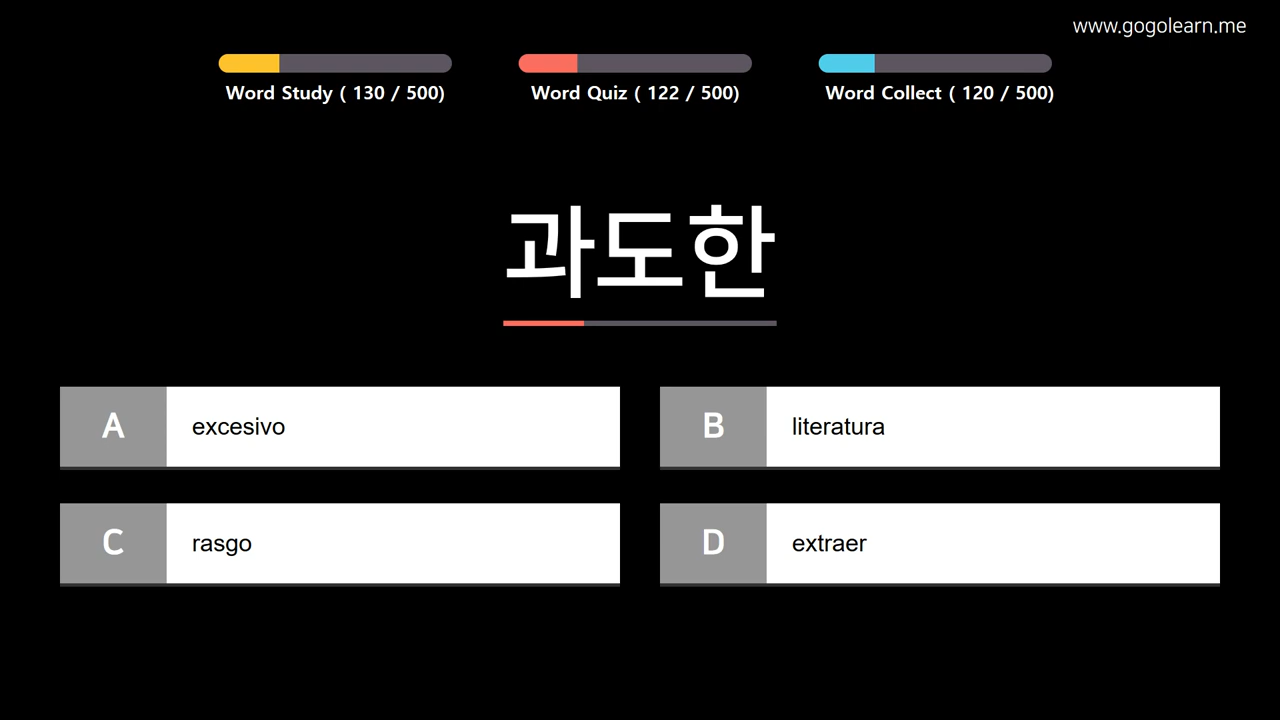 www.gogolearn.me
Word Study ( 130 / 500)
Word Quiz ( 122 / 500)
Word Collect ( 120 / 500)
과도한
A
excesivo
B
literatura
C
rasgo
D
extraer